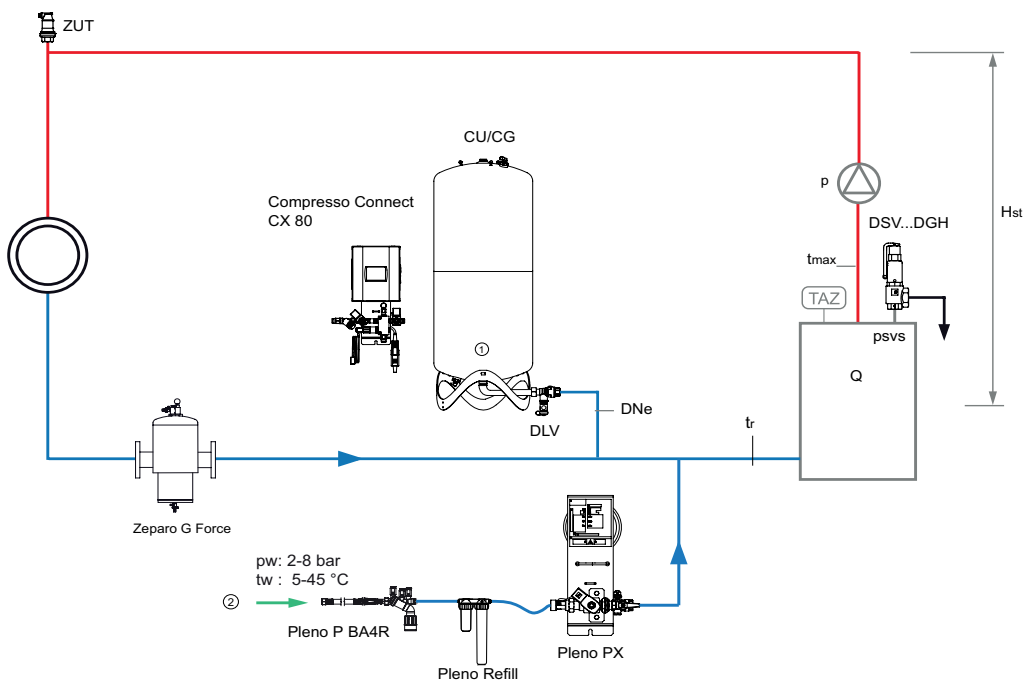 ZUT
CU/CG
Compresso Connect
CX 80
p
DSV...DGH
Hst
tmax
TAZ
psvs
Q
①
DNe
DLV
tr
Zeparo G Force
pw: 2-8 bar
tw : 5-45 °C
②
Pleno P BA4R
Pleno Refill
Pleno PX